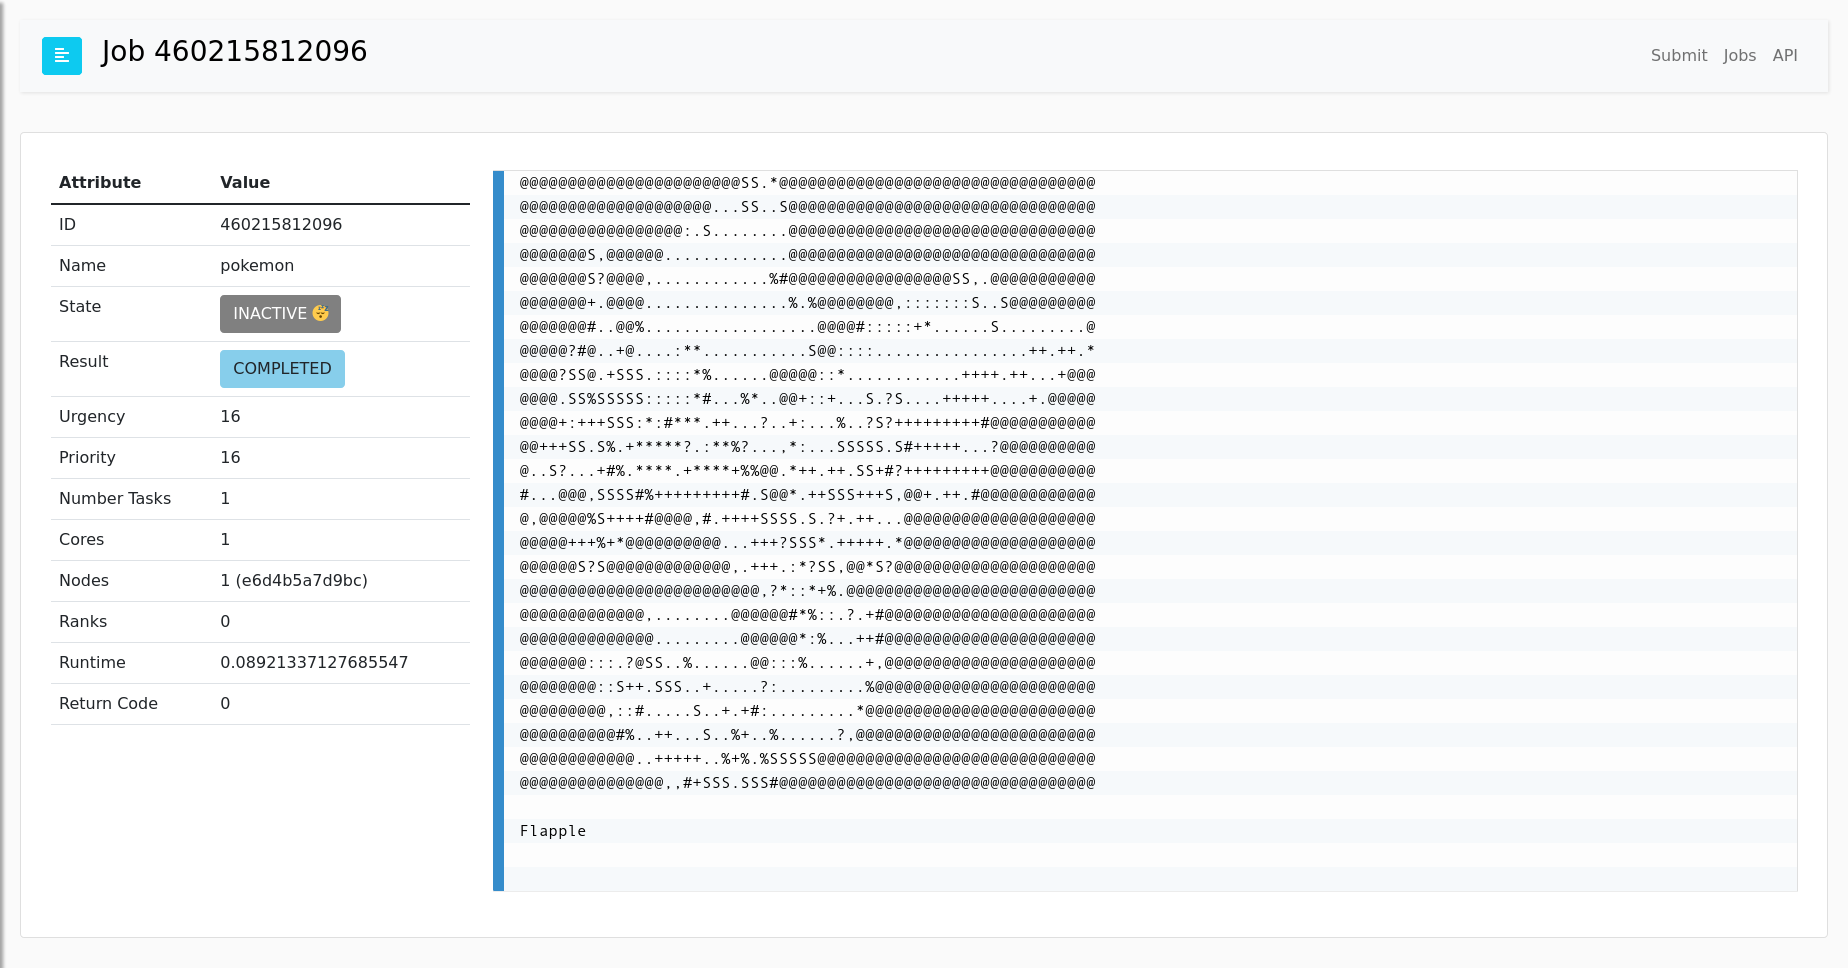 Job 460215812096
Submit Jobs API
Attribute Value
ID 460215812096
Name pokemon
State INACTIVE 😴
Result COMPLETED
Urgency 16
Priority 16
Number Tasks 1
Cores 1
Nodes 1 (e6d4b5a7d9bc)
Ranks 0
Runtime 0.08921337127685547
Return Code 0
@@@@@@@@@@@@@@@@@@@@@@@SS.*@@@@@@@@@@@@@@@@@@@@@@@@@@@@@@@@@
@@@@@@@@@@@@@@@@@@@@...SS..S@@@@@@@@@@@@@@@@@@@@@@@@@@@@@@@@
@@@@@@@@@@@@@@@@@:.S........@@@@@@@@@@@@@@@@@@@@@@@@@@@@@@@@
@@@@@@@S,@@@@@@.............@@@@@@@@@@@@@@@@@@@@@@@@@@@@@@@@
@@@@@@@S?@@@@,............%#@@@@@@@@@@@@@@@@@SS,.@@@@@@@@@@@
@@@@@@@+.@@@@...............%.%@@@@@@@@,:::::::S..S@@@@@@@@@
@@@@@@@#..@@%..................@@@@#:::::+*......S.........@
@@@@@?#@..+@....:**...........S@@::::................++.++.*
@@@@?SS@.+SSS.::::*%......@@@@@::*............++++.++...+@@@
@@@@.SS%SSSSS:::::*#...%*..@@+::+...S.?S....+++++....+.@@@@@
@@@@+:+++SSS:*:#***.++...?..+:...%..?S?+++++++++#@@@@@@@@@@@
@@+++SS.S%.+*****?.:**%?...,*:...SSSSS.S#+++++...?@@@@@@@@@@
@..S?...+#%.****.+****+%%@@.*++.++.SS+#?+++++++++@@@@@@@@@@@
#...@@@,SSSS#%+++++++++#.S@@*.++SSS+++S,@@+.++.#@@@@@@@@@@@@
@,@@@@@%S++++#@@@@,#.++++SSSS.S.?+.++...@@@@@@@@@@@@@@@@@@@@
@@@@@+++%+*@@@@@@@@@@...+++?SSS*.+++++.*@@@@@@@@@@@@@@@@@@@@
@@@@@@S?S@@@@@@@@@@@@@,.+++.:*?SS,@@*S?@@@@@@@@@@@@@@@@@@@@@
@@@@@@@@@@@@@@@@@@@@@@@@@,?*::*+%.@@@@@@@@@@@@@@@@@@@@@@@@@@
@@@@@@@@@@@@@,........@@@@@@#*%::.?.+#@@@@@@@@@@@@@@@@@@@@@@
@@@@@@@@@@@@@@.........@@@@@@*:%...++#@@@@@@@@@@@@@@@@@@@@@@
@@@@@@@:::.?@SS..%......@@:::%......+,@@@@@@@@@@@@@@@@@@@@@@
@@@@@@@@::S++.SSS..+.....?:.........%@@@@@@@@@@@@@@@@@@@@@@@
@@@@@@@@@,::#.....S..+.+#:.........*@@@@@@@@@@@@@@@@@@@@@@@@
@@@@@@@@@@#%..++...S..%+..%......?,@@@@@@@@@@@@@@@@@@@@@@@@@
@@@@@@@@@@@@..+++++..%+%.%SSSSS@@@@@@@@@@@@@@@@@@@@@@@@@@@@@
@@@@@@@@@@@@@@@,,#+SSS.SSS#@@@@@@@@@@@@@@@@@@@@@@@@@@@@@@@@@
Flapple